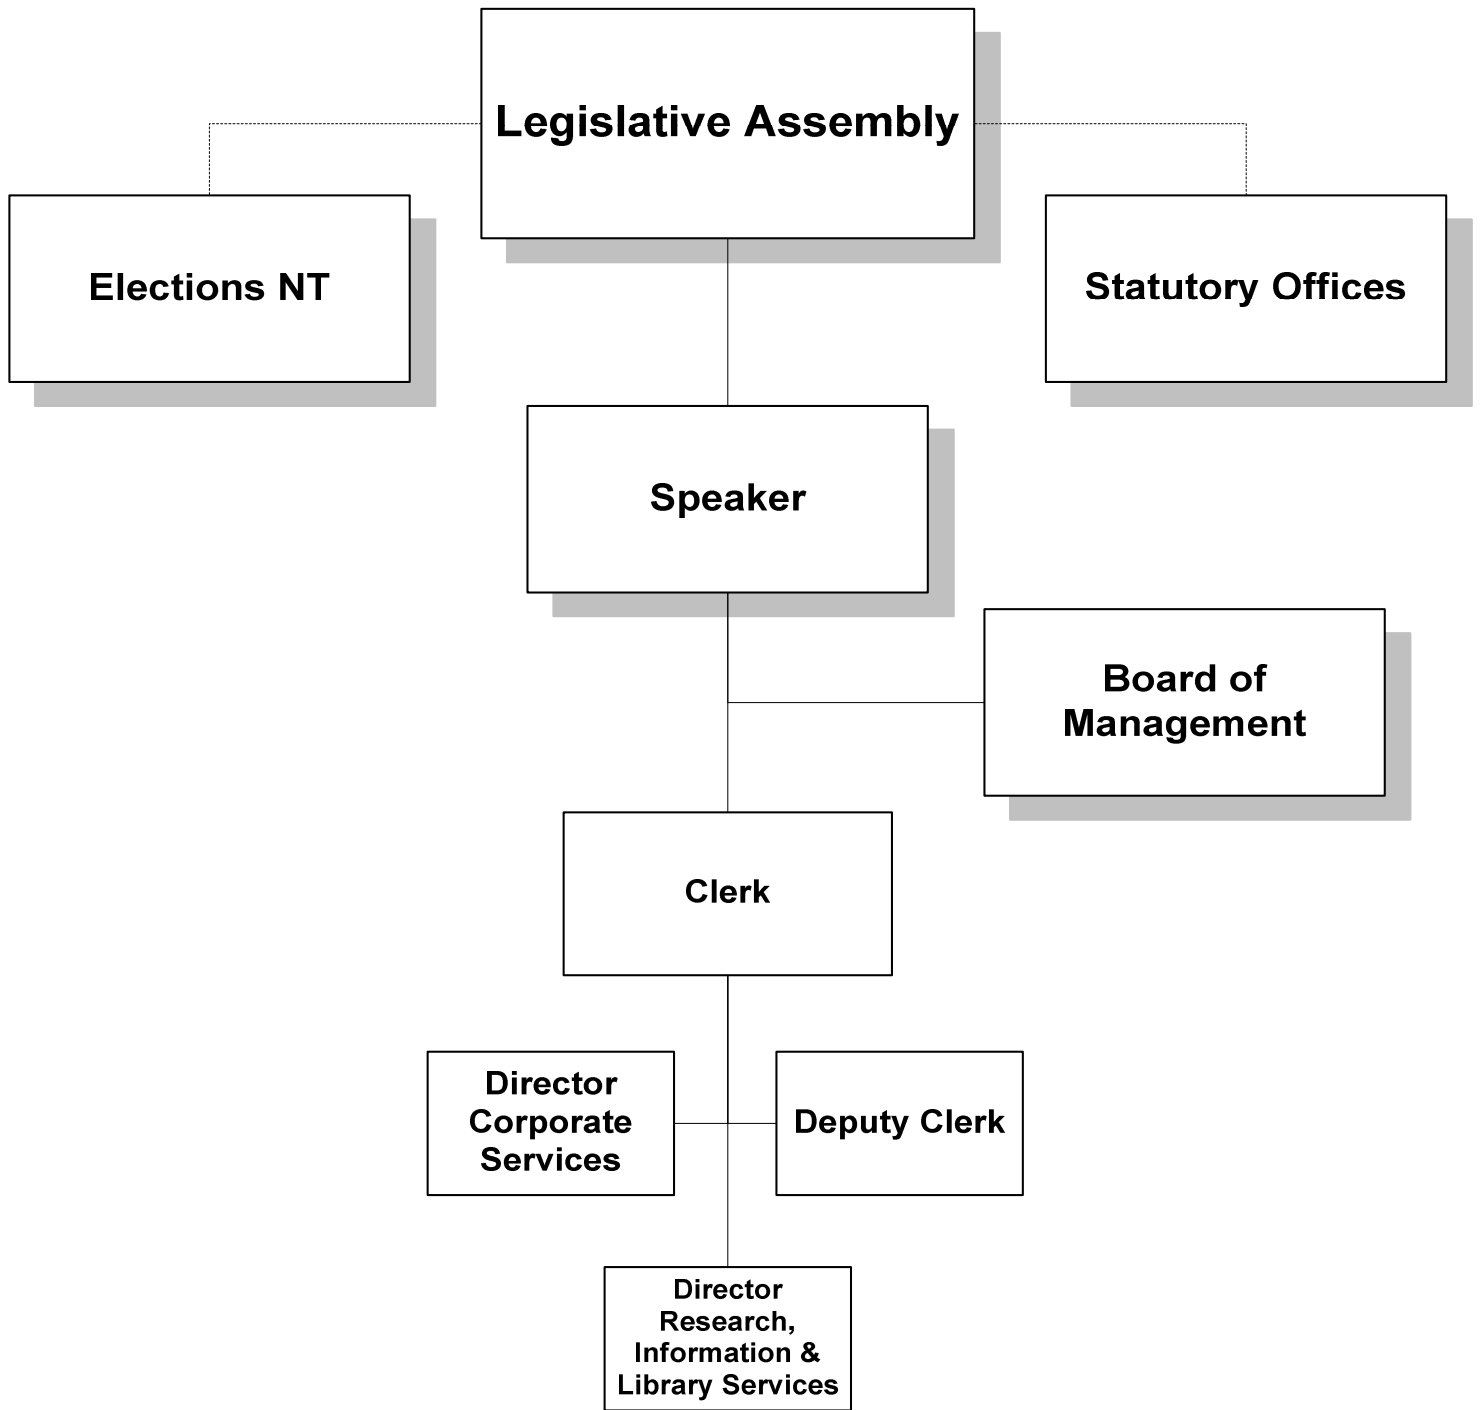 Legislative Assembly
Elections NT
Statutory Offices
Speaker
Board of
Management
Clerk
Director
Corporate
Services
Deputy Clerk
Director
Research,
Information &
Library Services